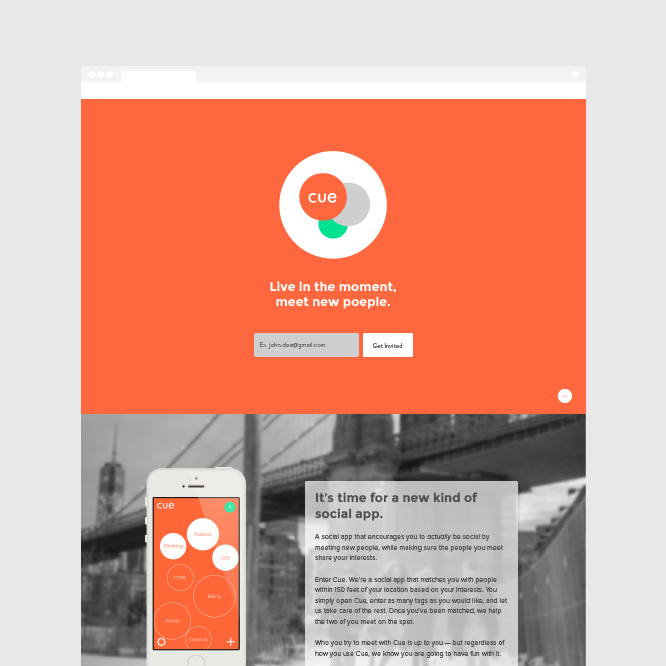 cue
Live in the moment,
meet new poeple.
Ex. john.doe@gmail.com
Get Invited
cue
Fashion
Drinking
CSS
HTML
Biking
Design
Cameras
It's time for a new kind of
social app.
A social app that encourages you to actually be social by
meeting new people, while making sure the people you meet
share your interests.
Enter Cue. We're a social app that matches you with people
within 150 feet of your location based on your interests. You
simply open Cue, enter as many tags as you would like, and let
us take care of the rest. Once you've been matched, we help
the two of you meet on the spot.
Who you try to meet with Cue is up to you — but regardless of
how you use Cue, we know you are going to have fun with it.